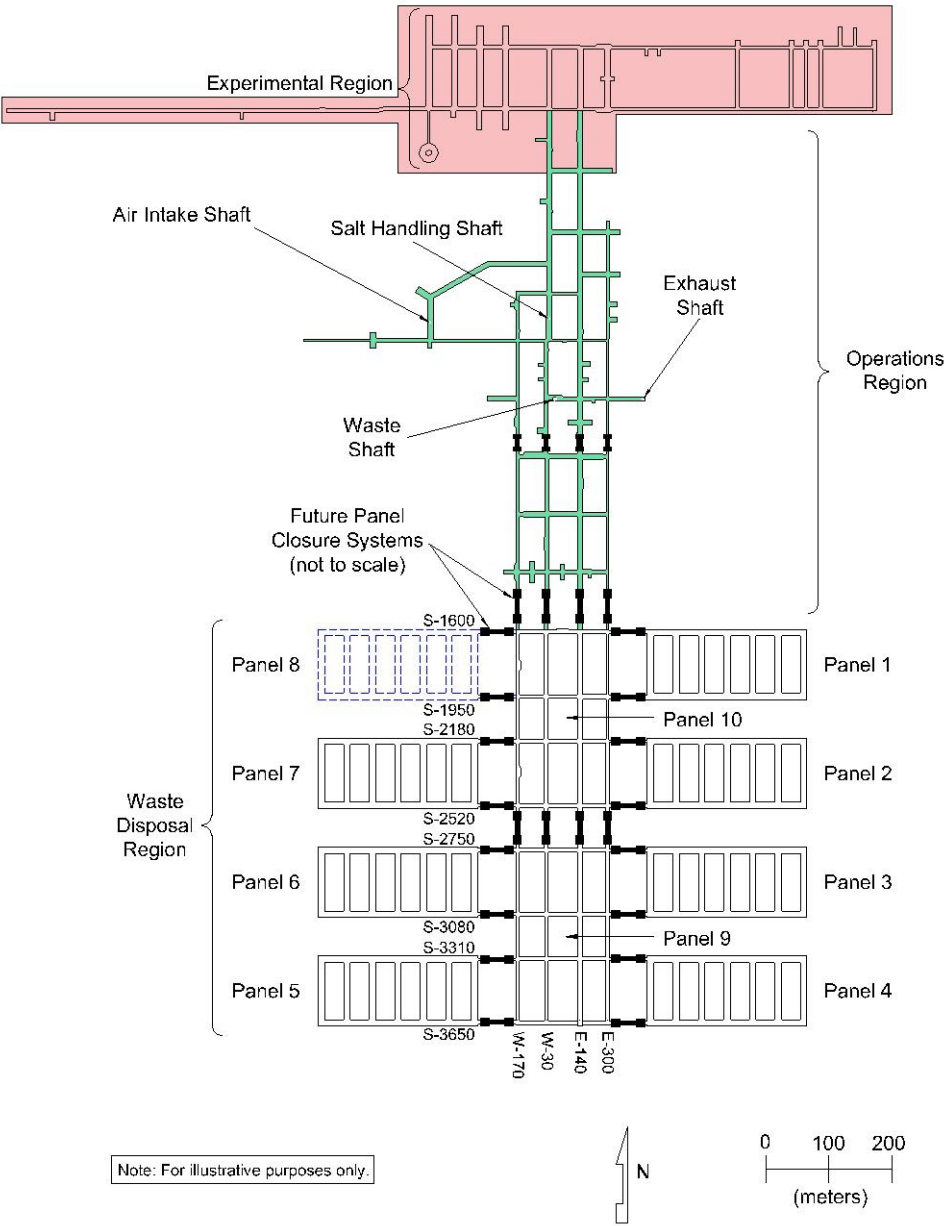 Experimental Region
Air Intake Shaft
Salt Handling Shaft
Exhaust
Shaft
Operations
Region
Waste
Shaft
Future Panel
Closure Systems
(not to scale)
S-1600
Panel 8
Panel 1
S-1950
Panel 10
S-2180
Panel 7
Panel 2
Waste
Disposal
Region
S-2520
S-2750
Panel 6
Panel 3
S-3080
Panel 9
S-3310
Panel 5
Panel 4
S-3650
W-170
W-30
E-140
E-300
0 100 200
(meters)
N
Note: For illustrative purposes only.